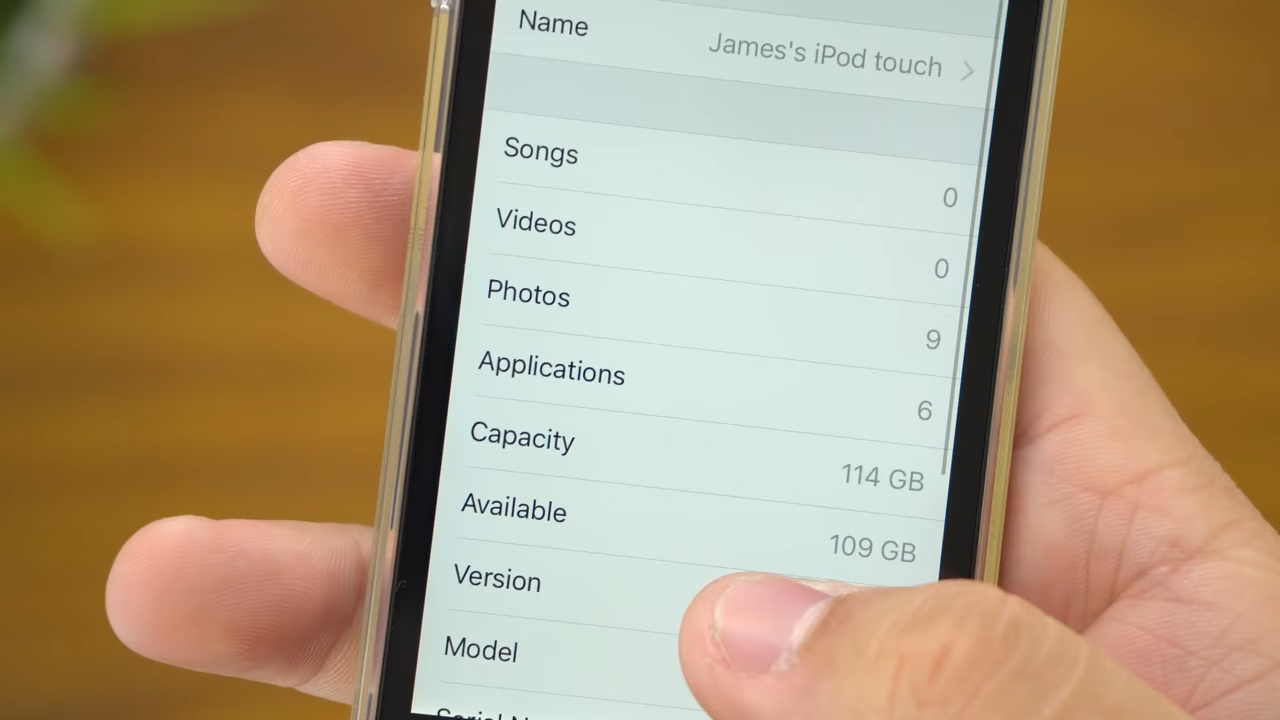 Name James's iPod touch
Songs 0
Videos 0
Photos 9
Applications 6
Capacity 114 GB
Available 109 GB
Version
Model